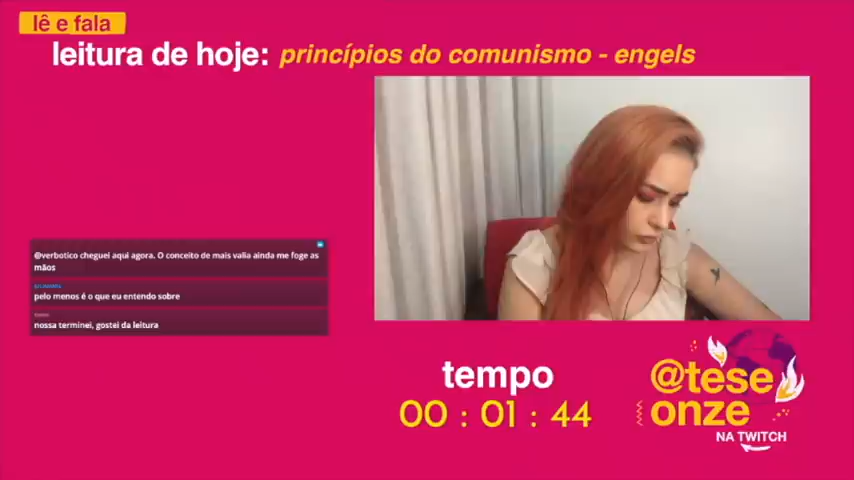 lê e fala
leitura de hoje: princípios do comunismo - engels
@verbotico cheguei aqui agora. O conceito de mais valia ainda me foge as
mãos
pelo menos é o que eu entendo sobre
nossa terminei, gostei da leitura
tempo
00 : 01 : 44
@tese
onze
NA TWITCH